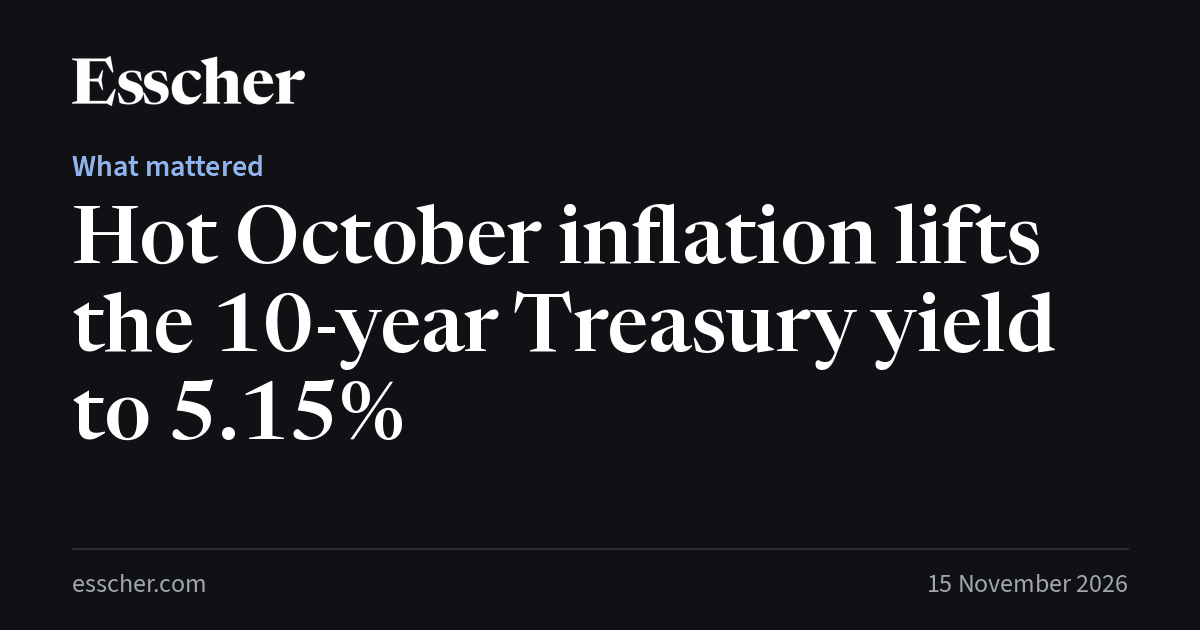 Esscher
What mattered
Hot October inflation lifts
the 10-year Treasury yield
to 5.15%
esscher.com
15 November 2026